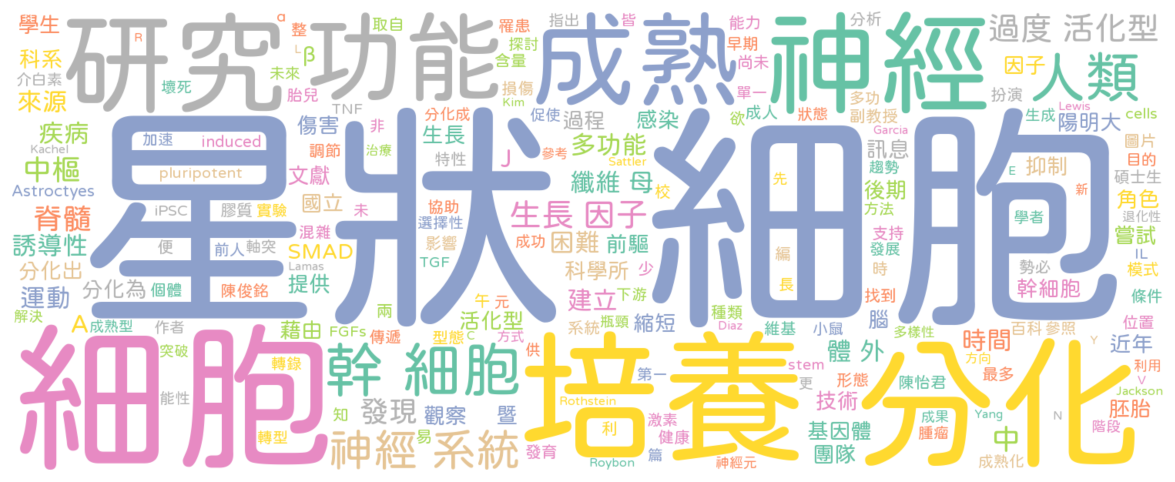 學生
a
整
取自
β
罹患
探討
指出
皆
能力
分析
過度 活化型
研究
功能
成熟
神經
科系
介白素
來源
R
L
壞死
未來
胎兒
含量
早期
尚未
因子
人類
TNF
損傷
Kim
單一
多功
副教授
扮演
Lewis
生成
陽明大
cells
疾病
Kachel
中樞
Astroctyes
加速
induced
傷害
非
分化成
生長
促使
過程
感染
欲
成人
狀態
Garcia
訊息
圖片
目的
碩士生
調節
治療
特性
參考
J
多功能
Sattler
趨勢
E
抑制
pluripotent
文獻
纖維 母
先
後期
新
角色
退化性
星狀細胞
脊髓
iPSC
膠質
實驗
國立
未
協助
選擇性
生長 因子
校
方法
學者
嘗試
誘導性
便
前人
軸突
混雜
SMAD
影響
成功
困難
前驅
編
支持
發展
IL
分化出
Lamas
TGF
科學所
少
長
時
勢必
模式
運動
分化為
個體
陳俊銘
提供
兩
午
元
建立
下游
種類
找到
幹細胞
條件
解決
A
成熟型
作者
藉由
FGFs
傳遞
活化型
系統
瓶頸
縮短
Diaz
維基
小鼠
腦
多樣性
百科
參照
位置
細胞
突破
轉錄
幹 細胞
型態
C
方式
供
培養
stem
體 外
分化
時間
方向
Y
近年
能性
知
發現
觀察
暨
第一
更
形態
陳怡君
最多
利用
V
Jackson
轉型
神經 系統
易
Rothstein
利
激素
技術
成果
Yang
N
胚胎
階段
發育
Roybon
健康
篇
神經元
基因體
團隊
腫瘤
中
成熟化